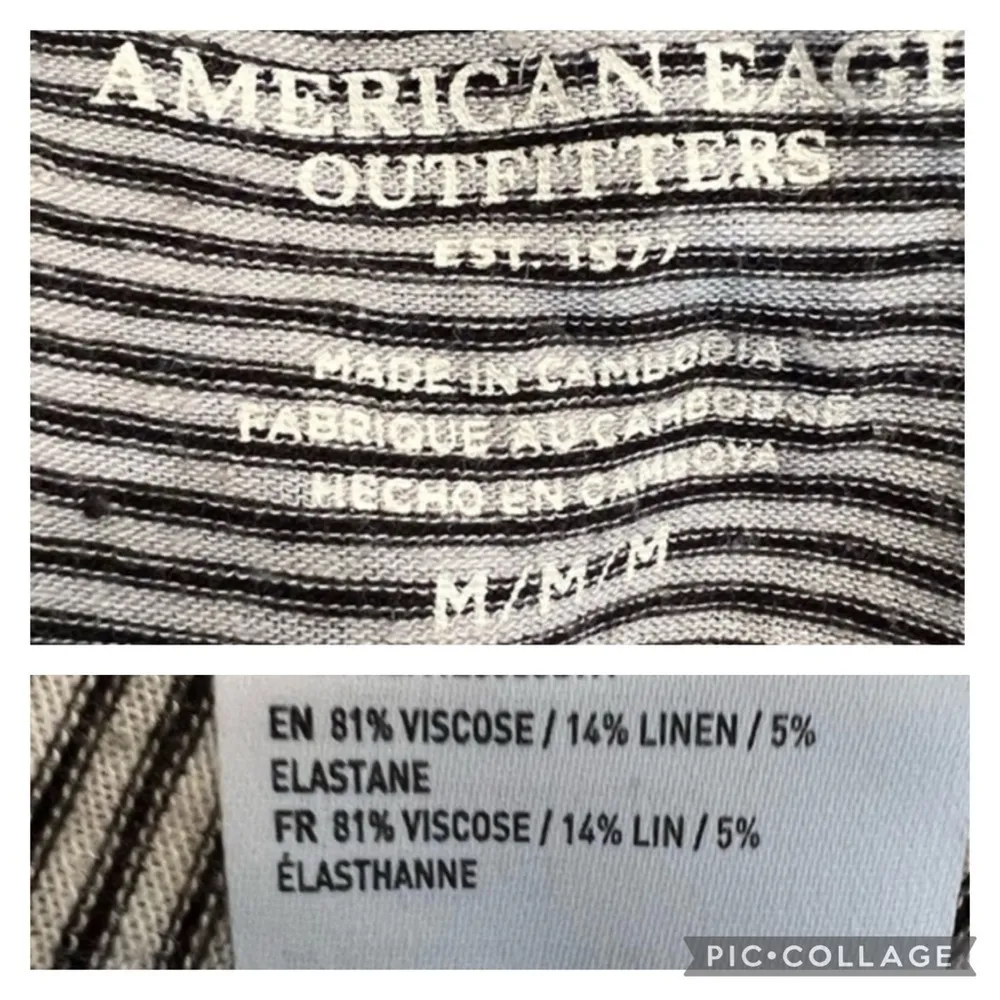 AMERICAN EAGL
OUTFITTERS
EST. 1977
MADE IN CAMBODIA
FABRIQUE AU CAMBODGE
HECHO EN CAMBOYA
M/M/M
EN 81% VISCOSE / 14% LINEN / 5%
ELASTANE
FR 81% VISCOSE / 14% LIN / 5%
ÉLASTHANNE
PIC•COLLAGE